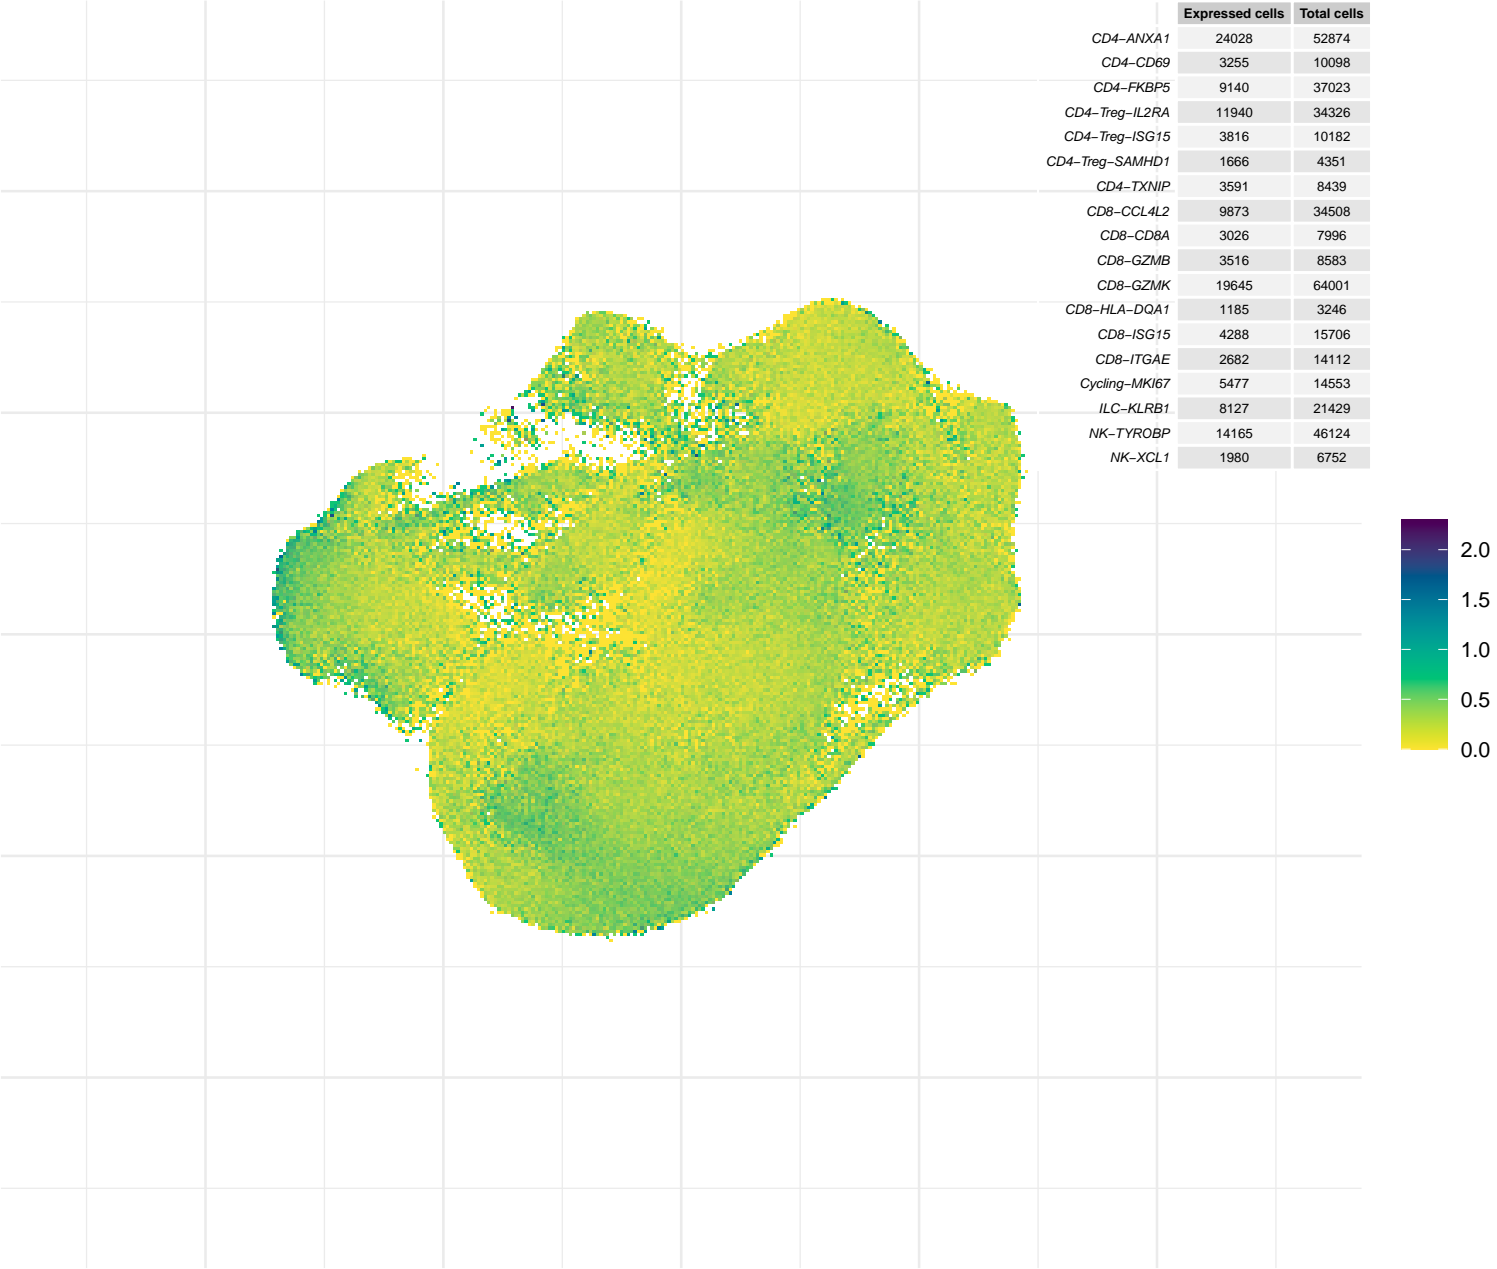 Expressed cells Total cells
CD4−ANXA1 24028 52874
CD4−CD69 3255 10098
CD4−FKBP5 9140 37023
CD4−Treg−IL2RA 11940 34326
CD4−Treg−ISG15 3816 10182
CD4−Treg−SAMHD1 1666 4351
CD4−TXNIP 3591 8439
CD8−CCL4L2 9873 34508
CD8−CD8A 3026 7996
CD8−GZMB 3516 8583
CD8−GZMK 19645 64001
CD8−HLA−DQA1 1185 3246
CD8−ISG15 4288 15706
CD8−ITGAE 2682 14112
Cycling−MKI67 5477 14553
ILC−KLRB1 8127 21429
NK−TYROBP 14165 46124
NK−XCL1 1980 6752
2.0
1.5
1.0
0.5
0.0